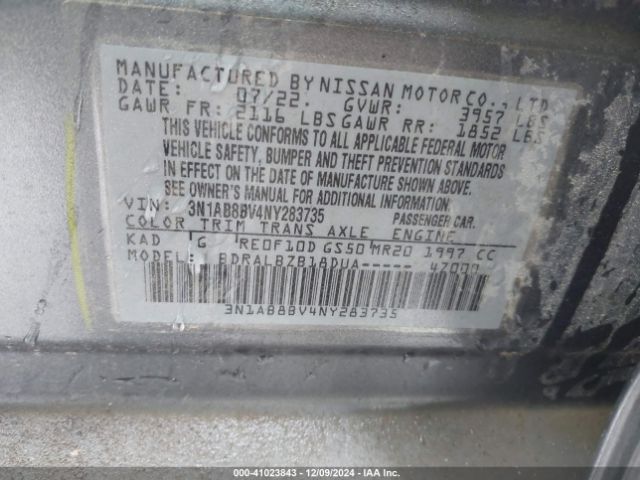 MANUFACTURED BY NISSAN MOTOR CO., LTD
DATE: 07/22. GVWR: 3957 LBS
GAWR FR: 2116 LBS GAWR RR: 1852 LBS
THIS VEHICLE CONFORMS TO ALL APPLICABLE FEDERAL MOTOR
VEHICLE SAFETY, BUMPER AND THEFT PREVENTION STANDARDS
IN EFFECT ON THE DATE OF MANUFACTURE SHOWN ABOVE.
SEE OWNER'S MANUAL FOR ADDITIONAL INFORMATION.
VIN: 3N1AB8BV4NY283735 PASSENGER CAR.
COLOR TRIM TRANS AXLE ENGINE
KAD G RE0F10D GS50 MR20 1997 CC
MODEL: BDRALBZB18DUA-----
3N1AB8BV4NY283735
000-41023843 / 12/09/2024 - IAA Inc.